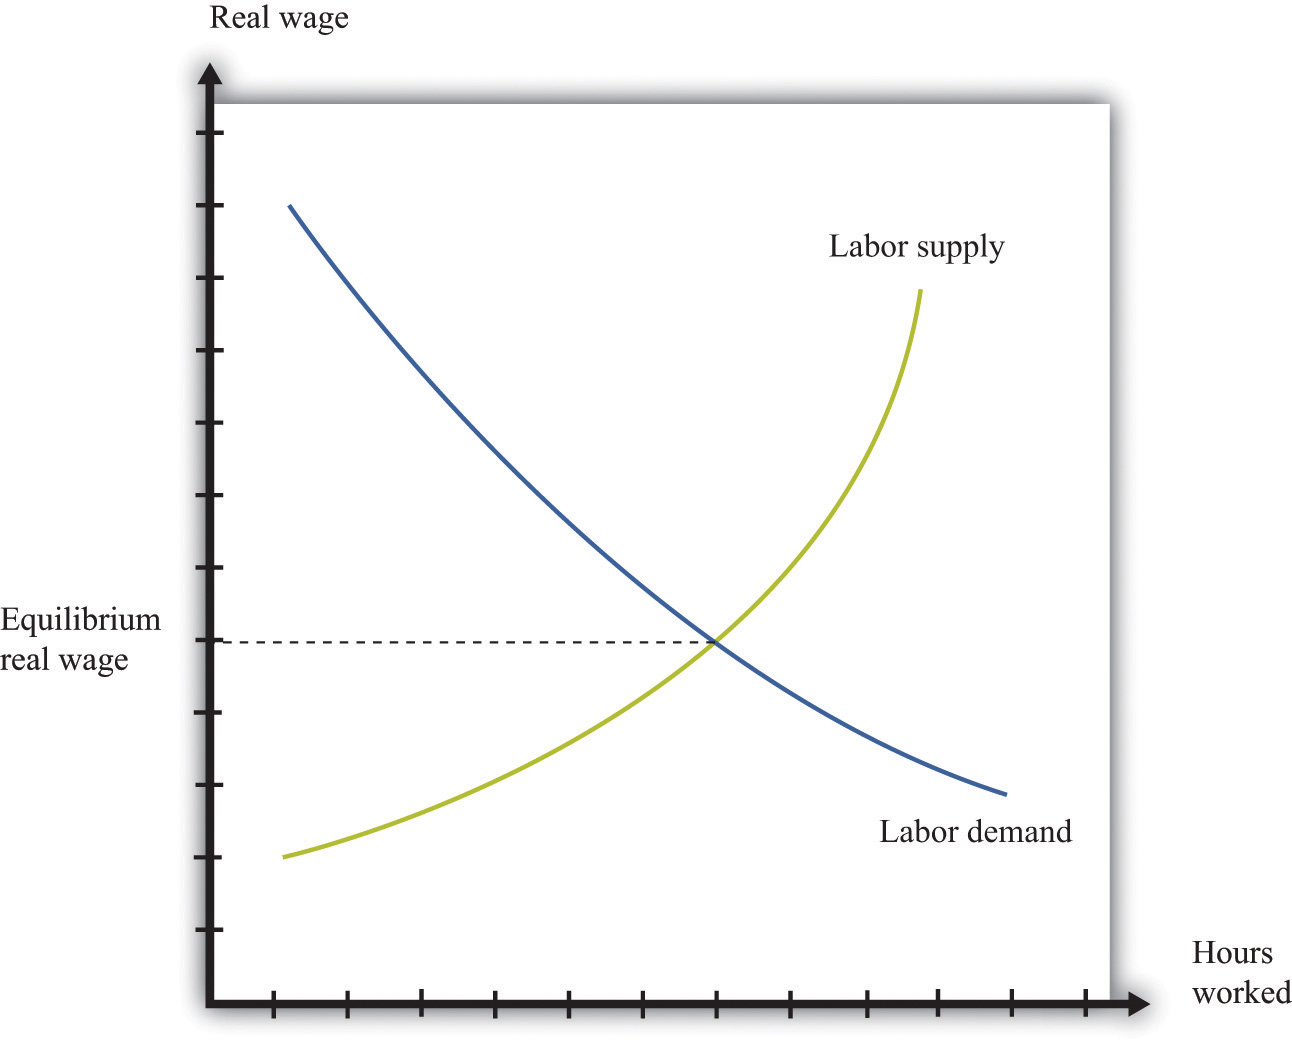 Real wage
Labor supply
Equilibrium
real wage
Labor demand
Hours
worked